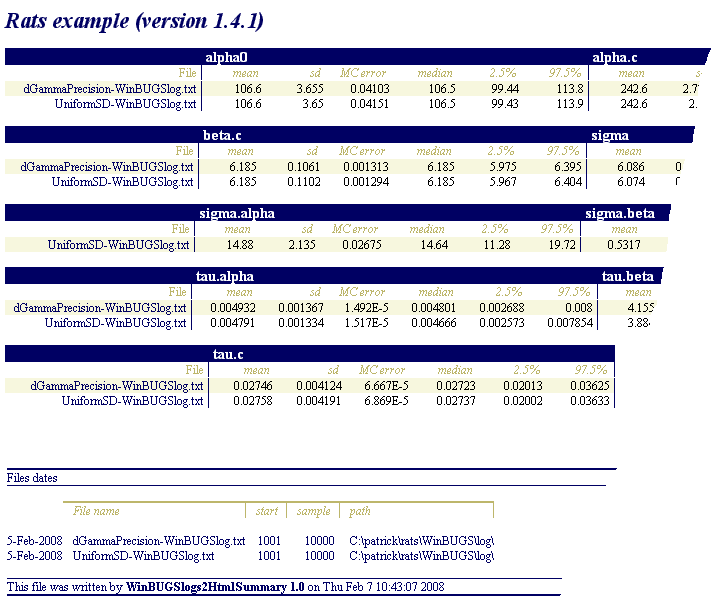 Rats example (version 1.4.1)
alpha0 alpha.c
File mean sd MC error median 2.5% 97.5% mean s
dGammaPrecision-WinBUGSlog.txt 106.6 3.655 0.04103 106.5 99.44 113.8 242.6 2.7
UniformSD-WinBUGSlog.txt 106.6 3.65 0.04151 106.5 99.43 113.9 242.6 2.
beta.c sigma
File mean sd MC error median 2.5% 97.5% mean
dGammaPrecision-WinBUGSlog.txt 6.185 0.1061 0.001313 6.185 5.975 6.395 6.086 0
UniformSD-WinBUGSlog.txt 6.185 0.1102 0.001294 6.185 5.967 6.404 6.074
sigma.alpha sigma.beta
File mean sd MC error median 2.5% 97.5% mean
UniformSD-WinBUGSlog.txt 14.88 2.135 0.02675 14.64 11.28 19.72 0.5317
tau.alpha tau.beta
File mean sd MC error median 2.5% 97.5% mean
dGammaPrecision-WinBUGSlog.txt 0.004932 0.001367 1.492E-5 0.004801 0.002688 0.008 4.155
UniformSD-WinBUGSlog.txt 0.004791 0.001334 1.517E-5 0.004666 0.002573 0.007854 3.88
tau.c
File mean sd MC error median 2.5% 97.5%
dGammaPrecision-WinBUGSlog.txt 0.02746 0.004124 6.667E-5 0.02723 0.02013 0.03625
UniformSD-WinBUGSlog.txt 0.02758 0.004191 6.869E-5 0.02737 0.02002 0.03633
Files dates
File name start sample path
5-Feb-2008 dGammaPrecision-WinBUGSlog.txt 1001 10000 C:\patrick\rats\WinBUGS\log\
5-Feb-2008 UniformSD-WinBUGSlog.txt 1001 10000 C:\patrick\rats\WinBUGS\log\
This file was written by WinBUGSlogs2HtmlSummary 1.0 on Thu Feb 7 10:43:07 2008